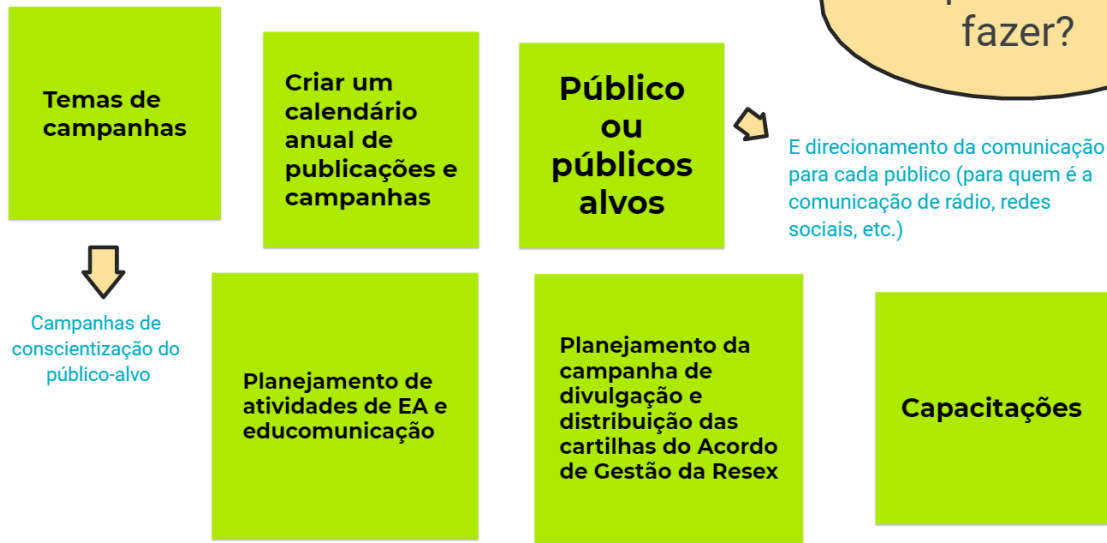 fazer?
Temas de
campanhas
Criar um
calendário
anual de
publicações e
campanhas
Público
ou
públicos
alvos
E direcionamento da comunicação
para cada público (para quem é a
comunicação de rádio, redes
sociais, etc.)
Campanhas de
conscientização do
público-alvo
Planejamento de
atividades de EA e
educomunicação
Planejamento da
campanha de
divulgação e
distribuição das
cartilhas do Acordo
de Gestão da Resex
Capacitações